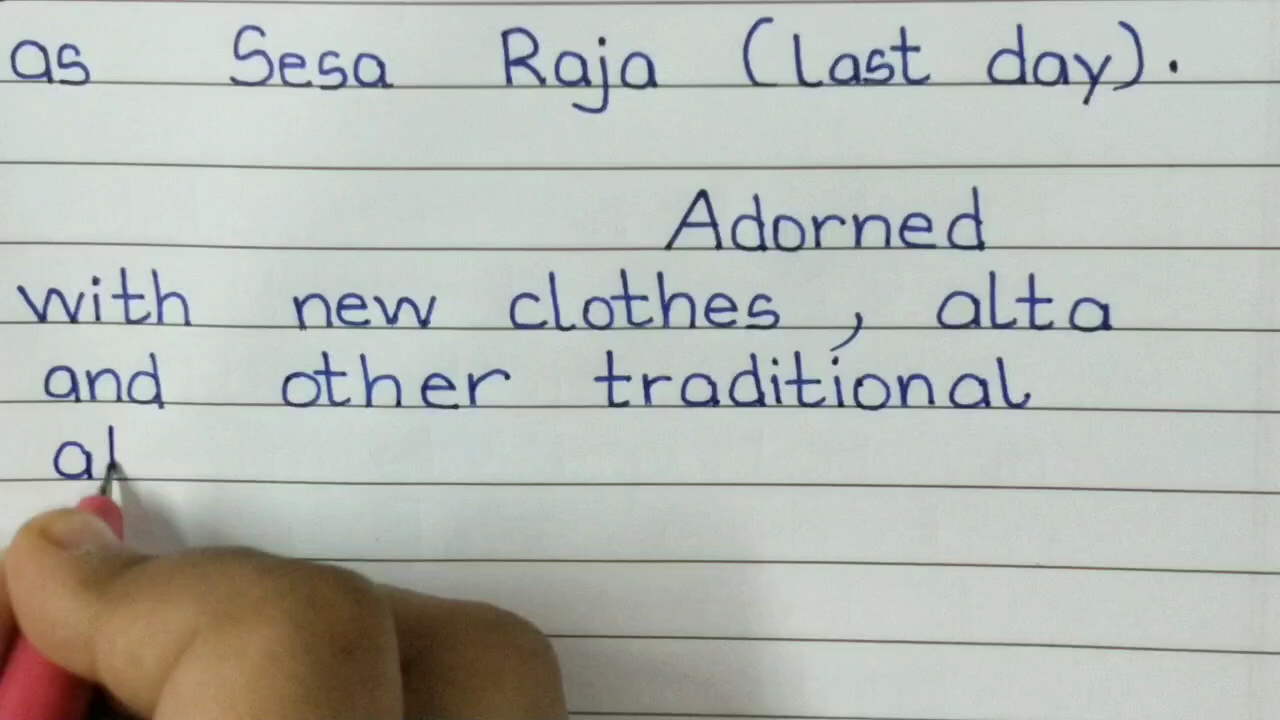 as Sesa Raja (last day).
Adorned
with new clothes, alta
and other traditional